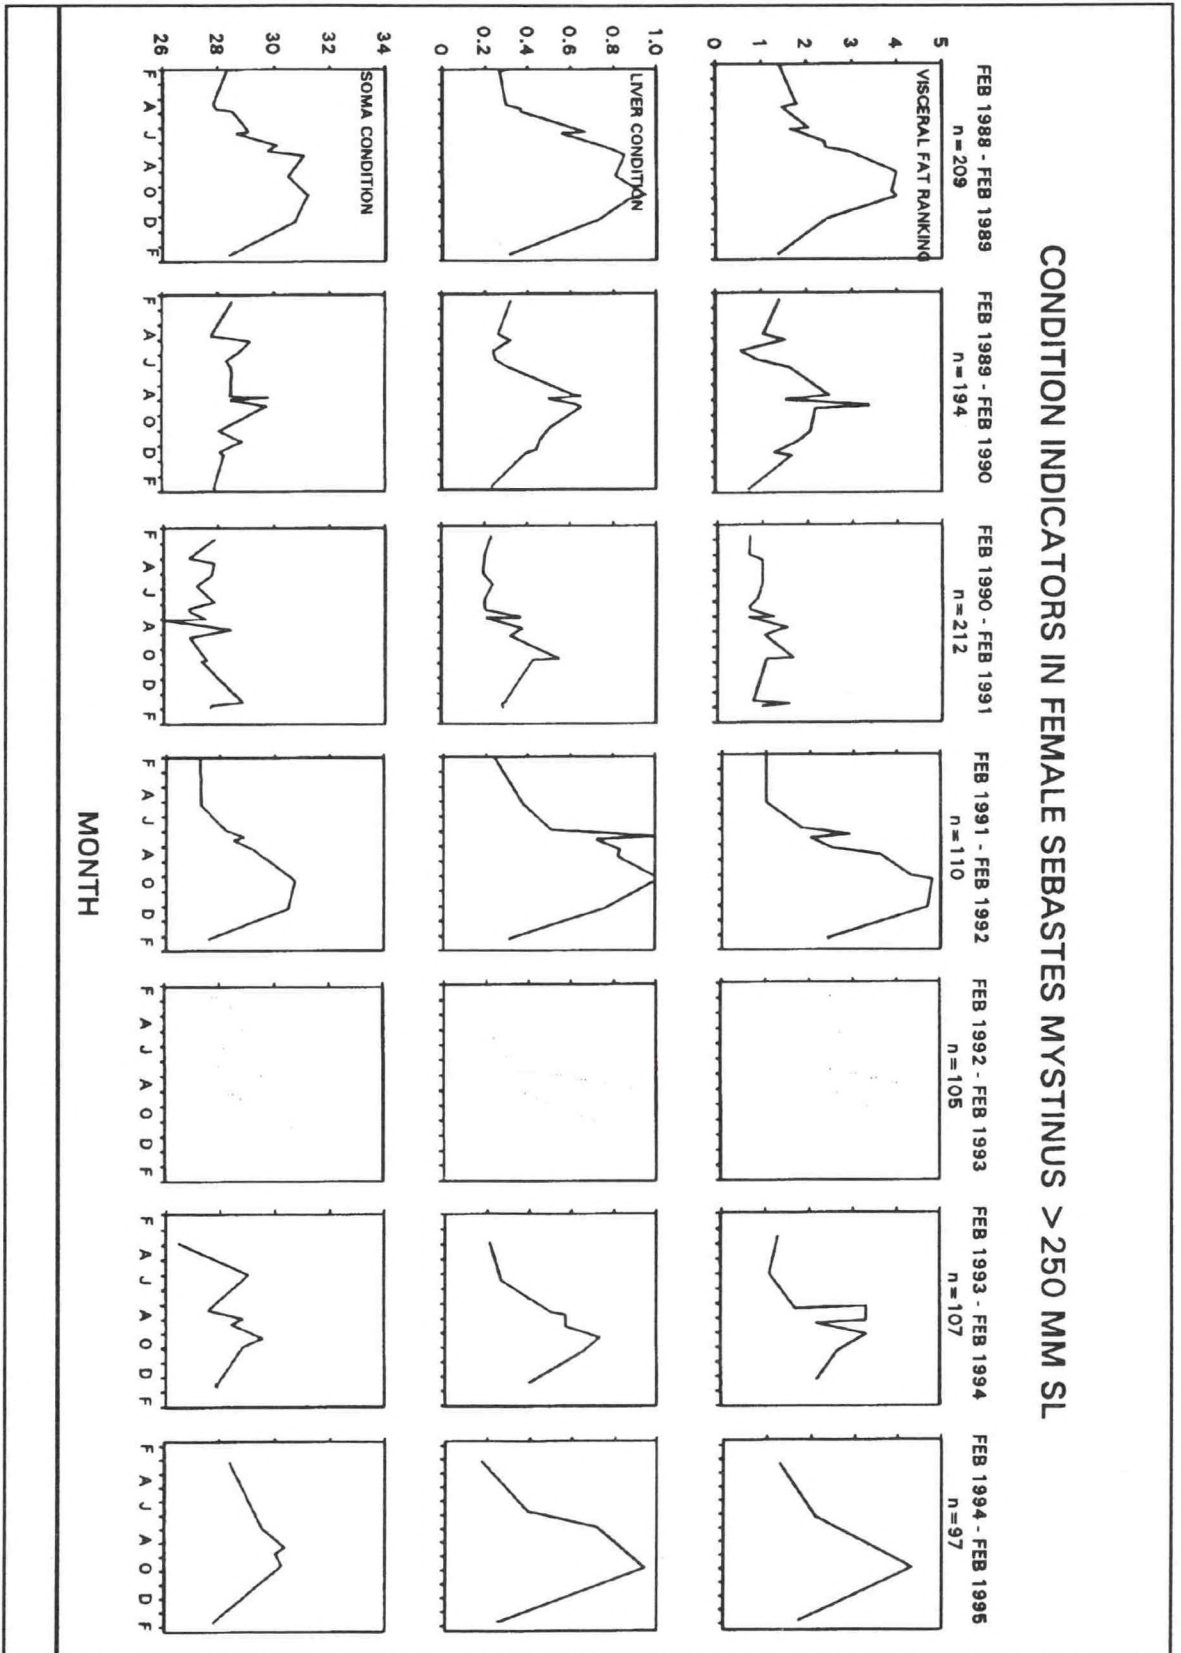 CONDITION INDICATORS IN FEMALE SEBASTES MYSTINUS >250 MM SL
FEB 1988 - FEB 1989
n=209
FEB 1989 - FEB 1990
n=194
FEB 1990 - FEB 1991
n=212
FEB 1991 - FEB 1992
n=110
FEB 1992 - FEB 1993
n=105
FEB 1993 - FEB 1994
n=107
FEB 1994 - FEB 1995
n=97
VISCERAL FAT RANKING
5
4
3
2
1
0
LIVER CONDITION
1.0
0.8
0.6
0.4
0.2
0
SOMA CONDITION
34
32
30
28
26
F A J A O D F
F A J A O D F
F A J A O D F
F A J A O D F
F A J A O D F
F A J A O D F
F A J A O D F
MONTH